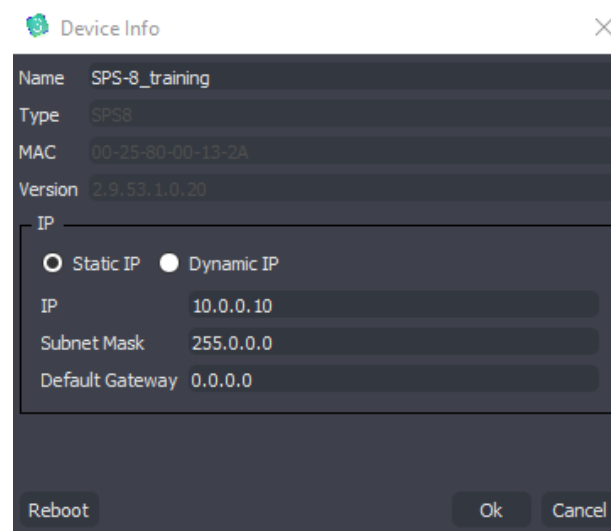 Device Info
Name SPS-8_training
Type SPS8
MAC 00-25-80-00-13-2A
Version 2.9.53.1.0.20
IP
Static IP Dynamic IP
IP 10.0.0.10
Subnet Mask 255.0.0.0
Default Gateway 0.0.0.0
Reboot Ok Cancel